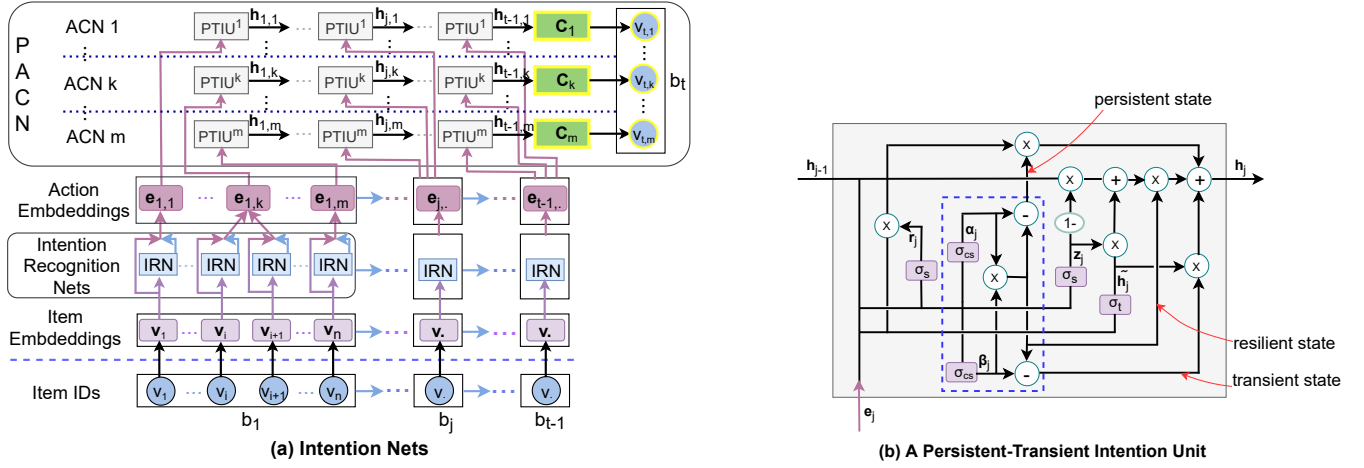 PACN
ACN 1 PTIU¹ h1,1 PTIU¹ hj,1 PTIU¹ ht-1,1 C1 vt,1
ACN k PTIUᵏ h1,k PTIUᵏ hj,k PTIUᵏ ht-1,k Ck vt,k bt
ACN m PTIUᵐ h1,m PTIUᵐ hj,m PTIUᵐ ht-1,m Cm vt,m
Action
Embeddings
e1,1 e1,k e1,m ej,. et-1,.
Intention
Recognition
Nets
IRN IRN IRN IRN IRN IRN
Item
Embeddings
v1 vi vi+1 vn v. v.
Item IDs
v1 vi vi+1 vn v. v.
b1 bj bt-1
(a) Intention Nets
persistent state
x
hj-1 x + x + hj
αj - 1-
x rj
σcs x zj x x
σs σs h̃j
σt
resilient state
βj
σcs -
transient state
ej
(b) A Persistent-Transient Intention Unit